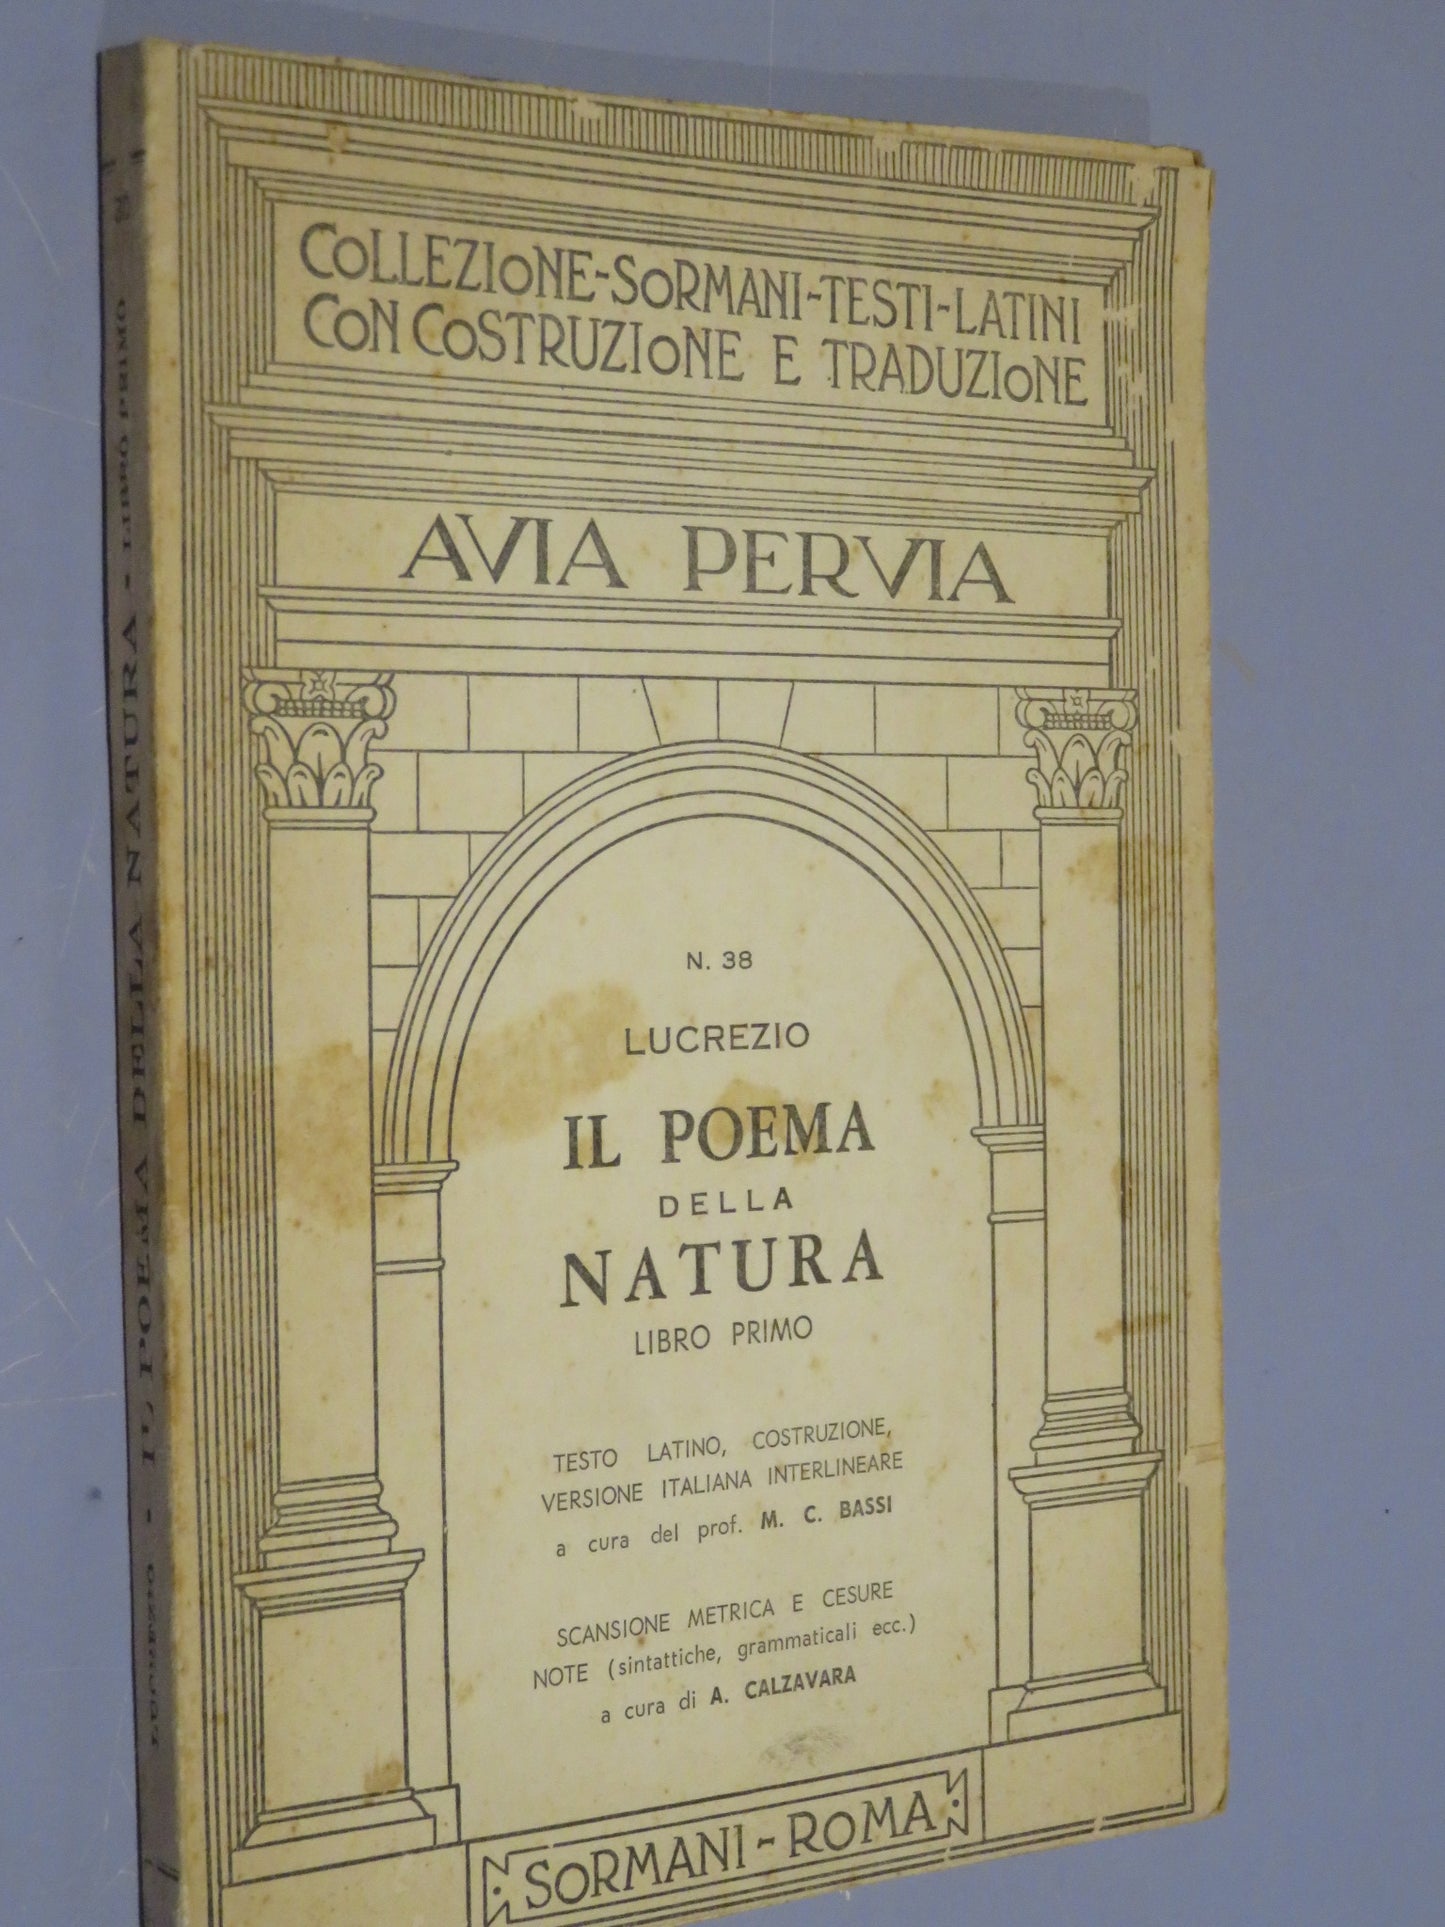 COLLEZIONE-SORMANI-TESTI-LATINI
CON COSTRUZIONE E TRADUZIONE
AVIA PERVIA
N. 38
LUCREZIO
IL POEMA
DELLA
NATURA
LIBRO PRIMO
TESTO LATINO, COSTRUZIONE,
VERSIONE ITALIANA INTERLINEARE
a cura del prof. M. C. BASSI
SCANSIONE METRICA E CESURE
NOTE (sintattiche, grammaticali ecc.)
a cura di A. CALZAVARA
SORMANI-ROMA
LUCREZIO - IL POEMA DELLA NATURA - LIBRO PRIMO